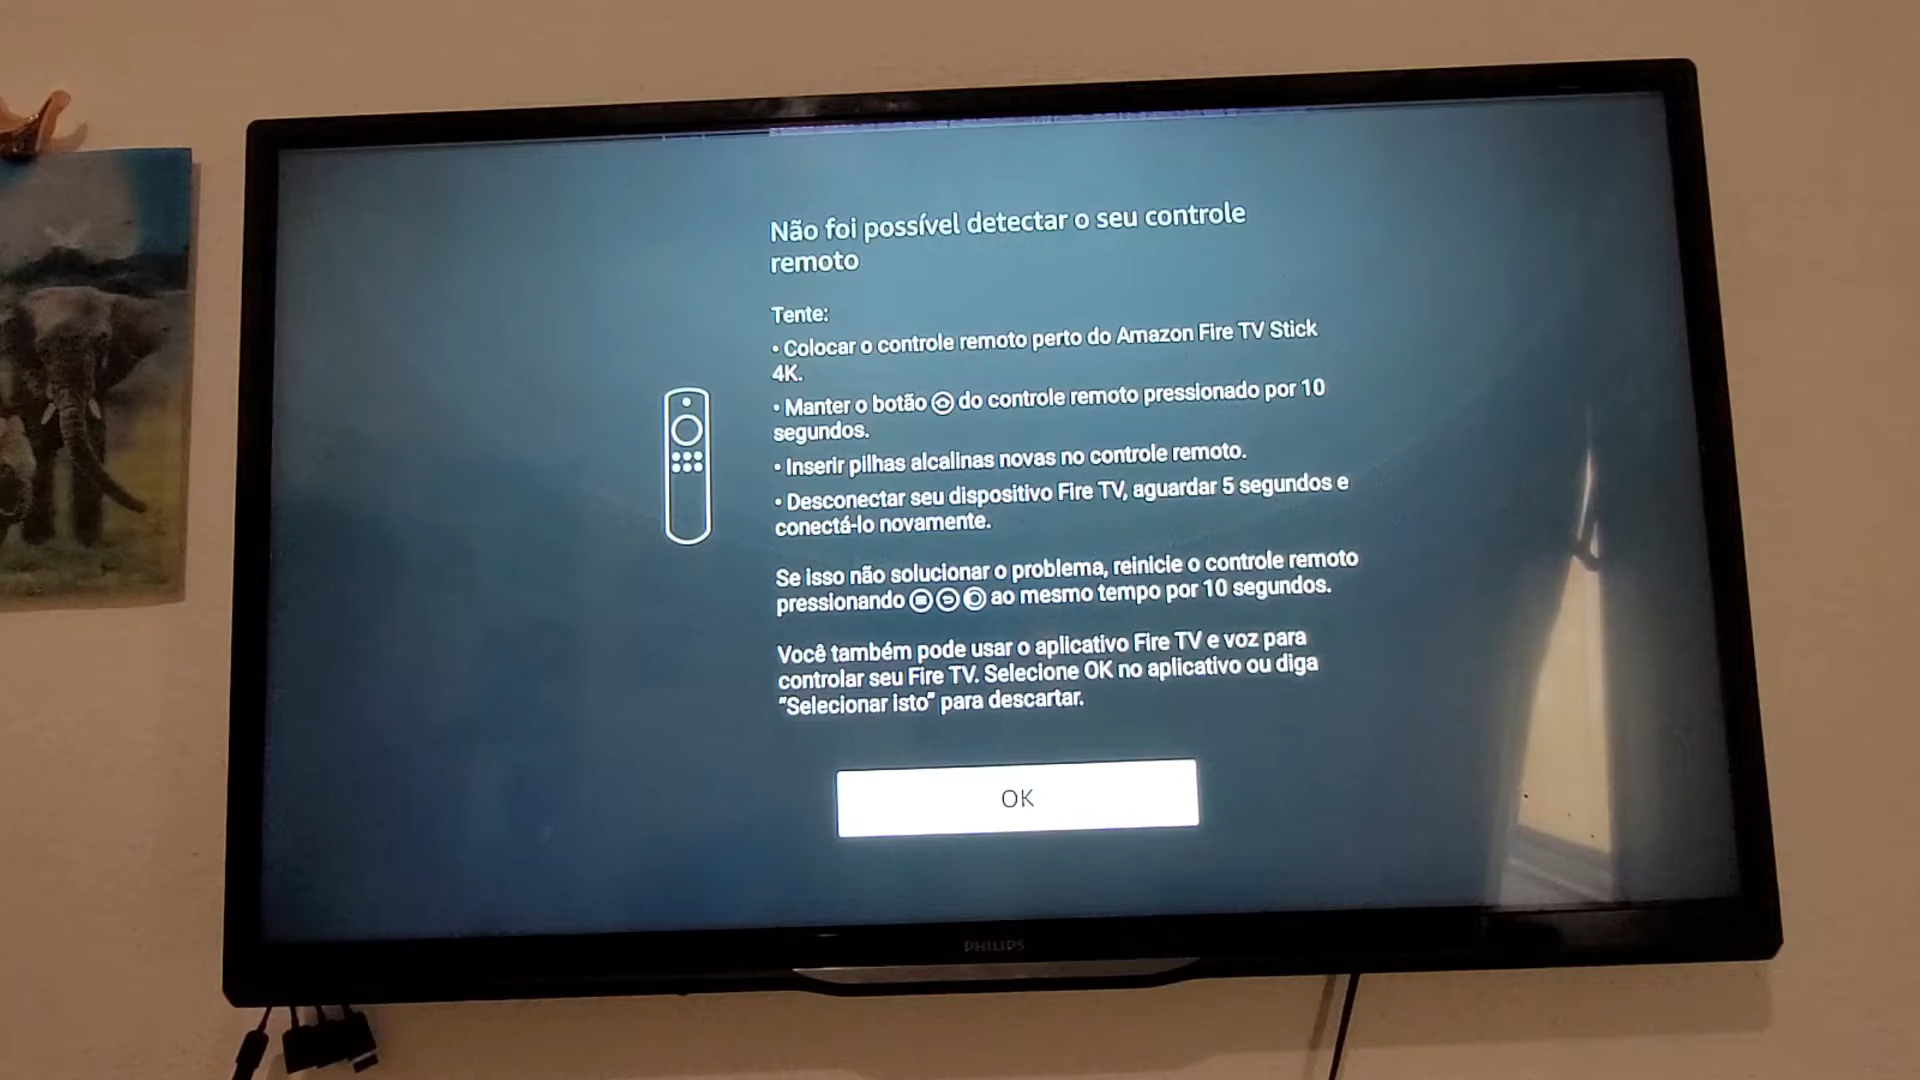 Não foi possível detectar o seu controle
remoto
Tente:
• Colocar o controle remoto perto do Amazon Fire TV Stick
4K.
• Manter o botão do controle remoto pressionado por 10
segundos.
• Inserir pilhas alcalinas novas no controle remoto.
• Desconectar seu dispositivo Fire TV, aguardar 5 segundos e
conectá-lo novamente.
Se isso não solucionar o problema, reinicie o controle remoto
pressionando ao mesmo tempo por 10 segundos.
Você também pode usar o aplicativo Fire TV e voz para
controlar seu Fire TV. Selecione OK no aplicativo ou diga
"Selecionar isto" para descartar.
OK
PHILIPS